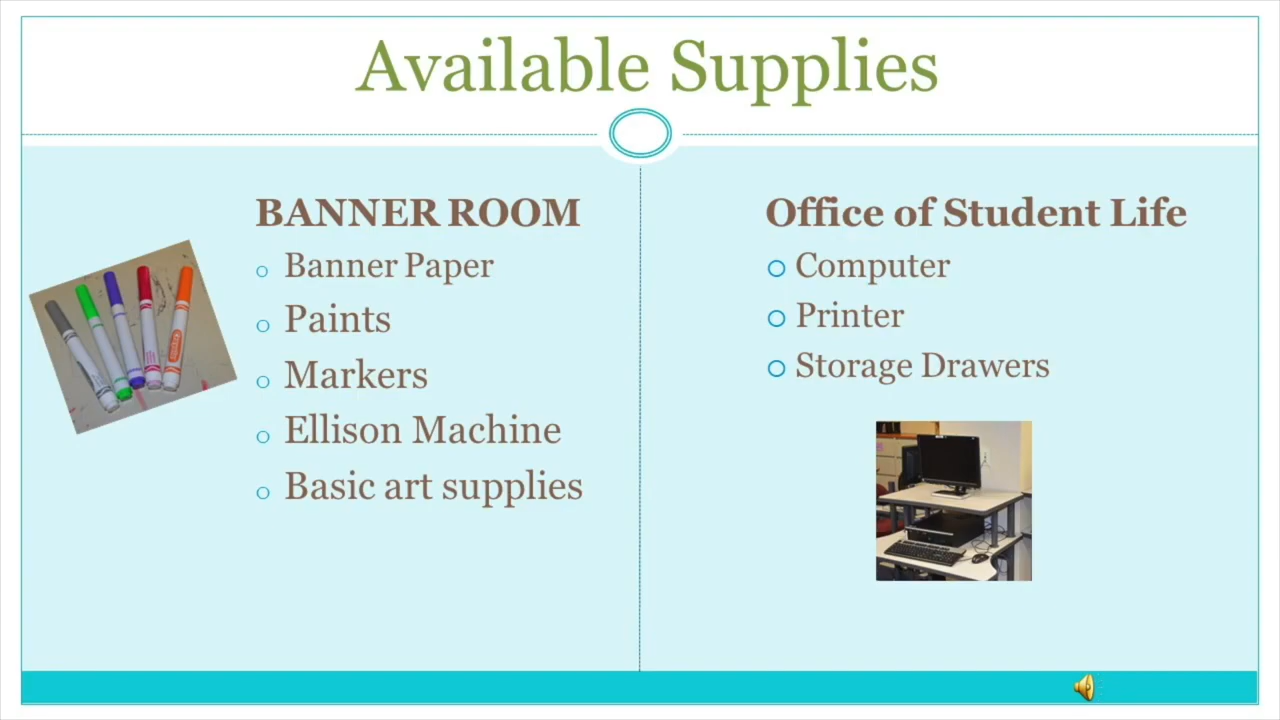 Available Supplies
BANNER ROOM
Banner Paper
Paints
Markers
Ellison Machine
Basic art supplies
Office of Student Life
Computer
Printer
Storage Drawers